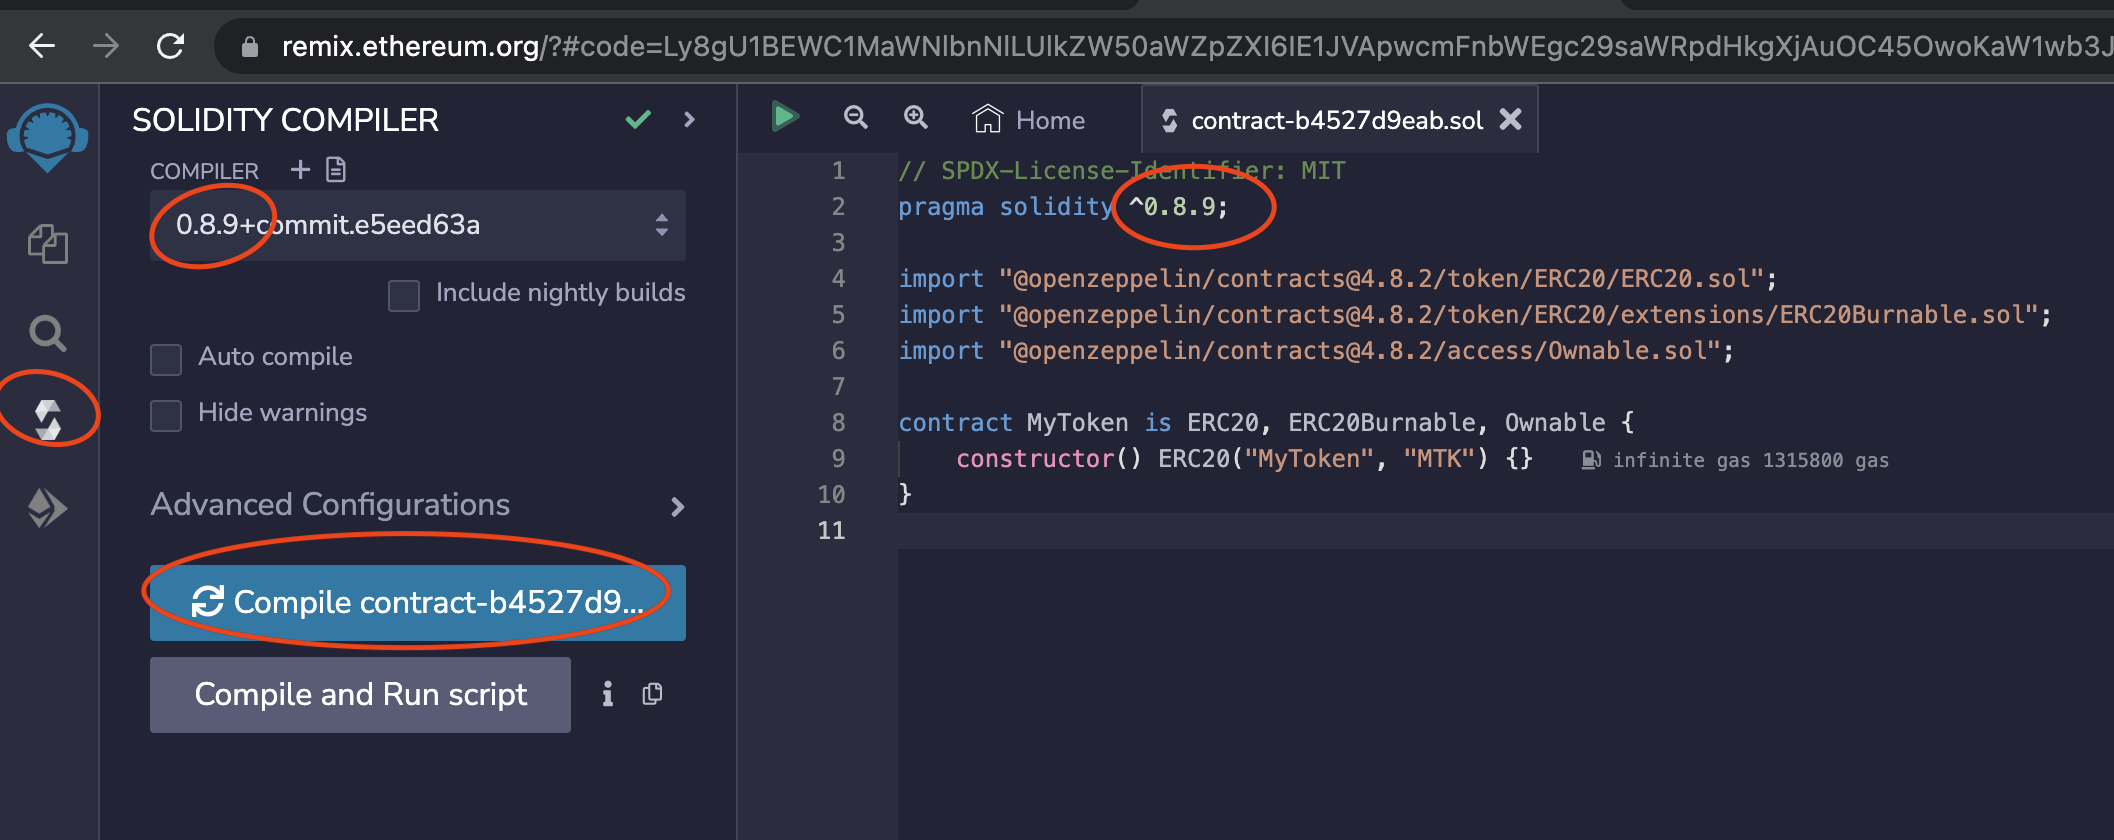 remix.ethereum.org/?#code=Ly8gU1BEWC1MaWNlbnNlLUlkZW50aWZpZXI6IE1JVApwcmFnbWEgc29saWRpdHkgXjAuOC45OwoKaW1wb3J
SOLIDITY COMPILER
COMPILER
0.8.9+commit.e5eed63a
Include nightly builds
Auto compile
Hide warnings
Advanced Configurations
Compile contract-b4527d9...
Compile and Run script
Home
contract-b4527d9eab.sol
1 // SPDX-License-Identifier: MIT
2 pragma solidity ^0.8.9;
3
4 import "@openzeppelin/contracts@4.8.2/token/ERC20/ERC20.sol";
5 import "@openzeppelin/contracts@4.8.2/token/ERC20/extensions/ERC20Burnable.sol";
6 import "@openzeppelin/contracts@4.8.2/access/Ownable.sol";
7
8 contract MyToken is ERC20, ERC20Burnable, Ownable {
9 constructor() ERC20("MyToken", "MTK") {} infinite gas 1315800 gas
10 }
11